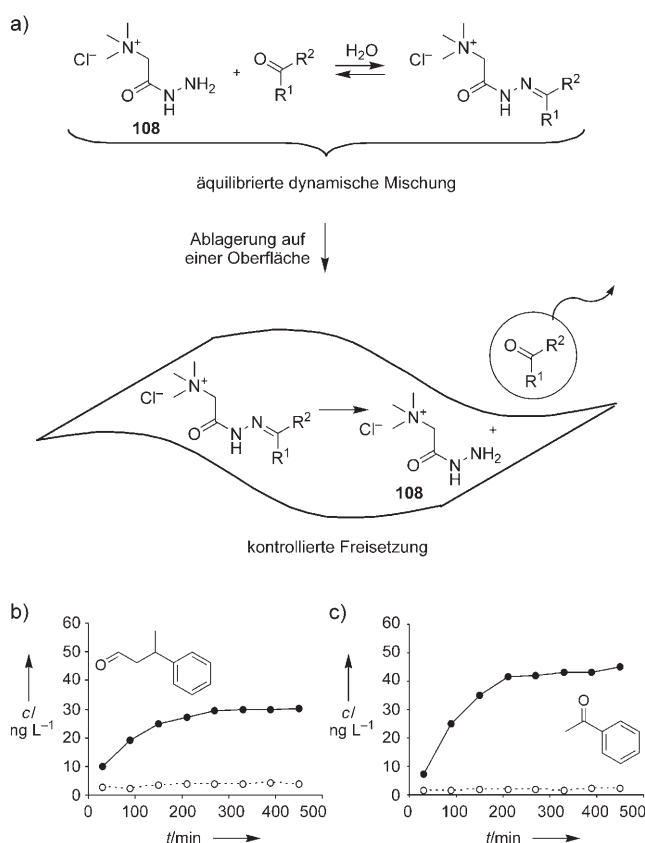 a)
Cl⁻ N⁺ O N H NH₂ + O R² R¹ H₂O Cl⁻ N⁺ O N H N R² R¹
108
äquilibrierte dynamische Mischung
Ablagerung auf
einer Oberfläche
O R² R¹
Cl⁻ N⁺ O N H N R² R¹ Cl⁻ N⁺ O N H NH₂ +
108
kontrollierte Freisetzung
b) c)
60 50 40 30 20 10 0
c/
ng L⁻¹
O
0 100 200 300 400 500
t/min
60 50 40 30 20 10 0
c/
ng L⁻¹
O
0 100 200 300 400 500
t/min